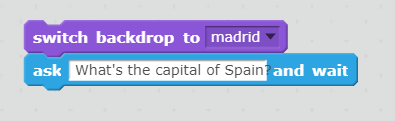 switch backdrop to madrid
ask What's the capital of Spain? and wait